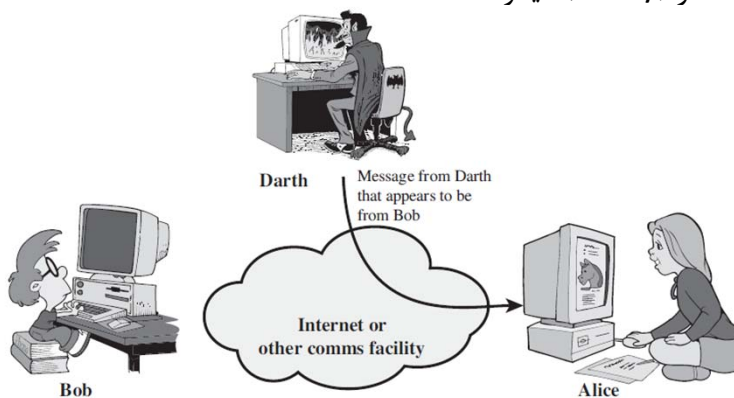 Darth
Message from Darth
that appears to be
from Bob
Internet or
other comms facility
Bob
Alice